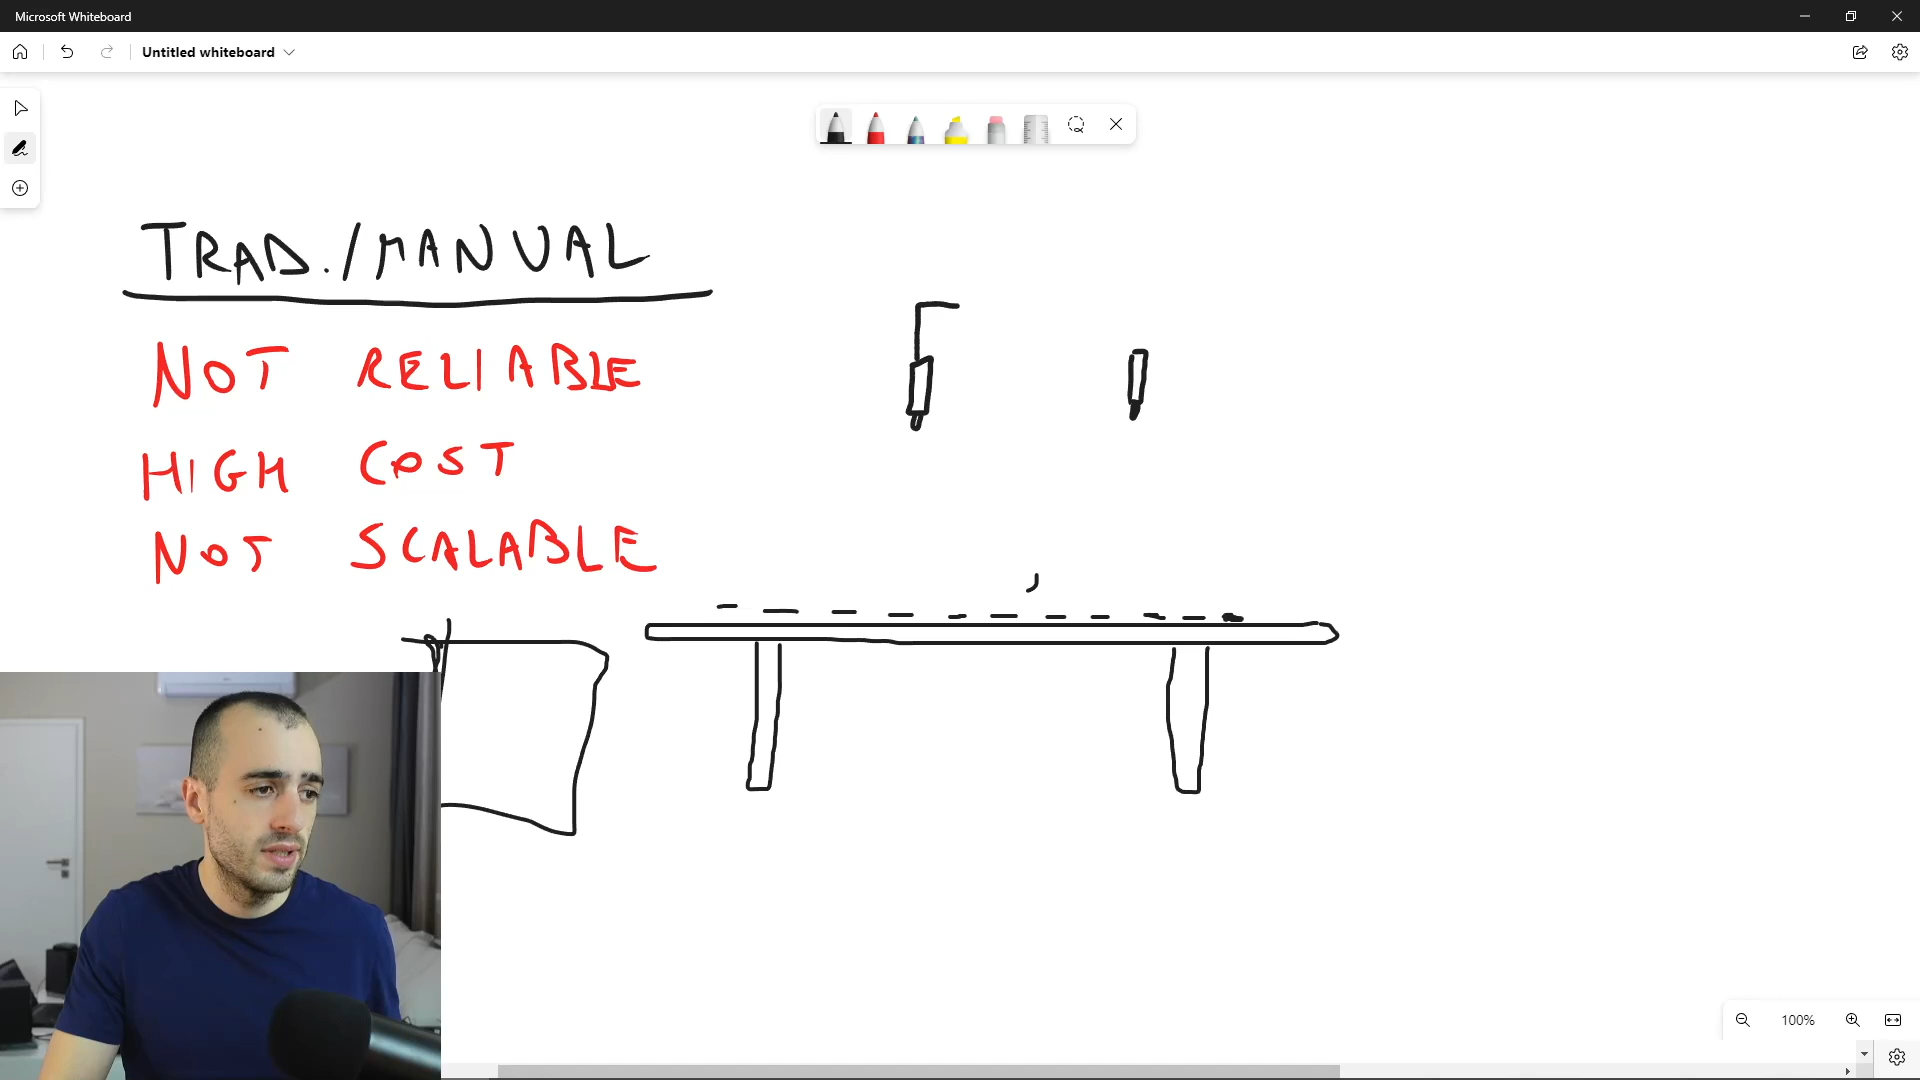 Microsoft Whiteboard
Untitled whiteboard
TRAD./MANUAL
NOT RELIABLE
HIGH COST
NOT SCALABLE
100%